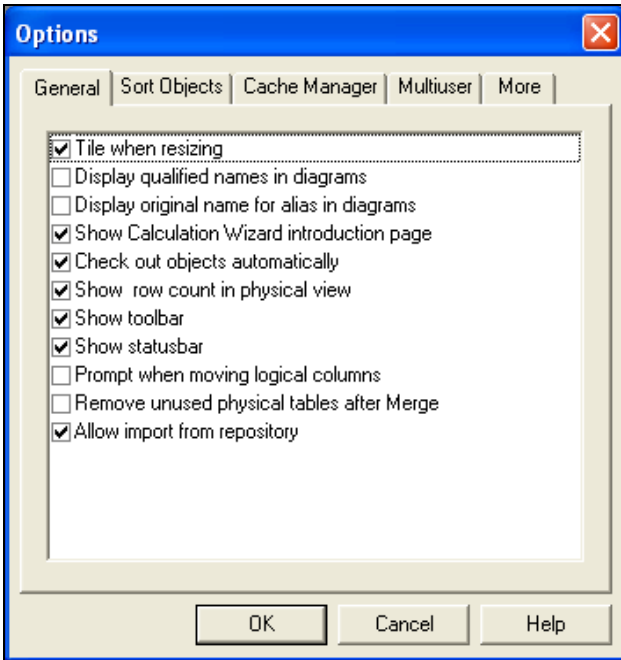 Options
General Sort Objects Cache Manager Multiuser More
Tile when resizing
Display qualified names in diagrams
Display original name for alias in diagrams
Show Calculation Wizard introduction page
Check out objects automatically
Show  row count in physical view
Show toolbar
Show statusbar
Prompt when moving logical columns
Remove unused physical tables after Merge
Allow import from repository
OK Cancel Help